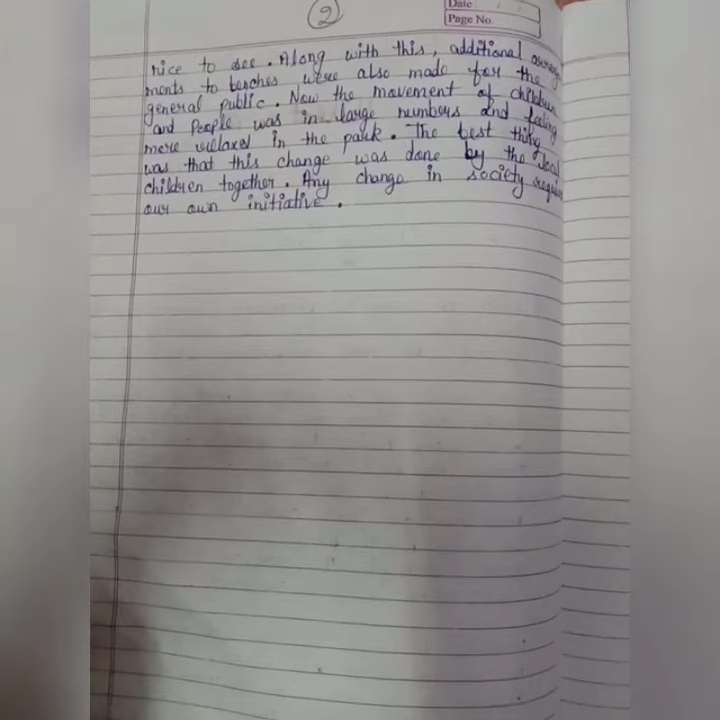 2
Date
Page No.
nice to see. Along with this, additional arrange
ments to benches were also made for the
general public. Now the movement of children
and People was in large numbers and feeling
more relaxed in the park. The best thing
was that this change was done by the local
children together. Any change in society
our own initiative.